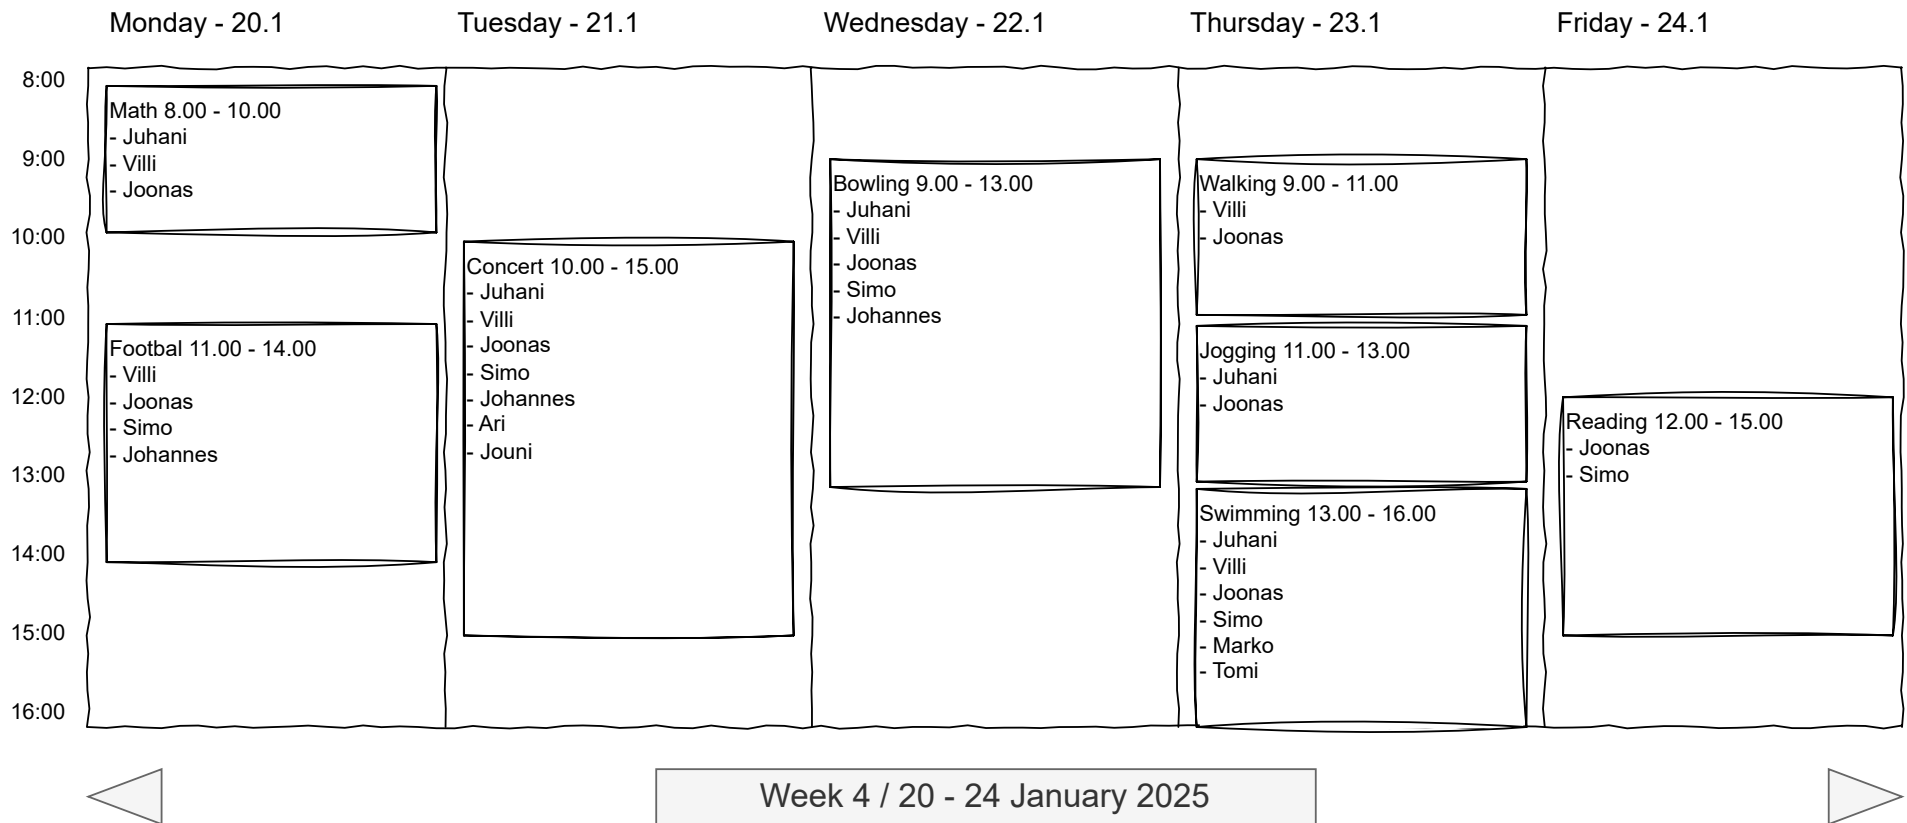 Monday - 20.1
Tuesday - 21.1
Wednesday - 22.1
Thursday - 23.1
Friday - 24.1
8:00
9:00
10:00
11:00
12:00
13:00
14:00
15:00
16:00
Math 8.00 - 10.00
- Juhani
- Villi
- Joonas
Footbal 11.00 - 14.00
- Villi
- Joonas
- Simo
- Johannes
Concert 10.00 - 15.00
- Juhani
- Villi
- Joonas
- Simo
- Johannes
- Ari
- Jouni
Bowling 9.00 - 13.00
- Juhani
- Villi
- Joonas
- Simo
- Johannes
Walking 9.00 - 11.00
- Villi
- Joonas
Jogging 11.00 - 13.00
- Juhani
- Joonas
Swimming 13.00 - 16.00
- Juhani
- Villi
- Joonas
- Simo
- Marko
- Tomi
Reading 12.00 - 15.00
- Joonas
- Simo
Week 4 / 20 - 24 January 2025